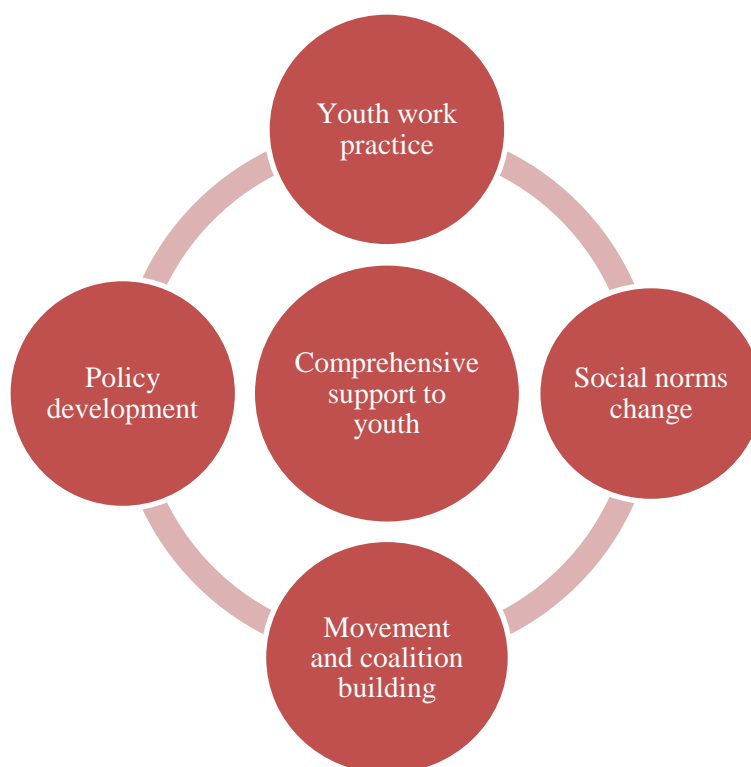 Youth work
practice
Policy
development
Comprehensive
support to
youth
Social norms
change
Movement
and coalition
building